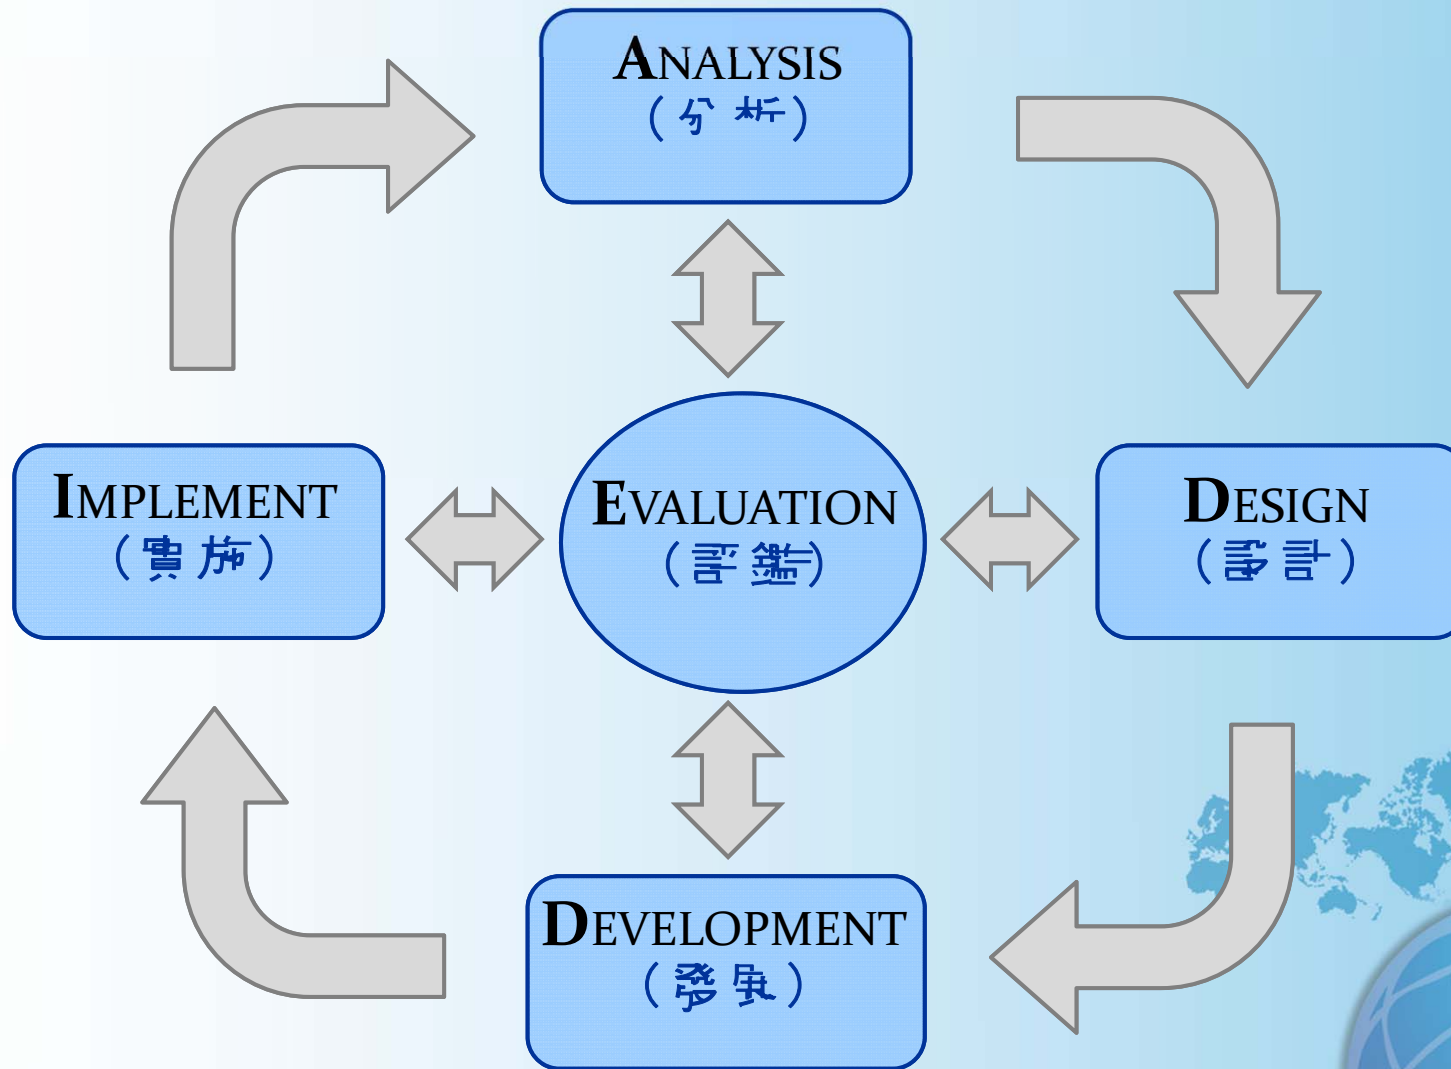 ANALYSIS
(分析)
IMPLEMENT
(實施)
EVALUATION
(評鑑)
DESIGN
(設計)
DEVELOPMENT
(發展)